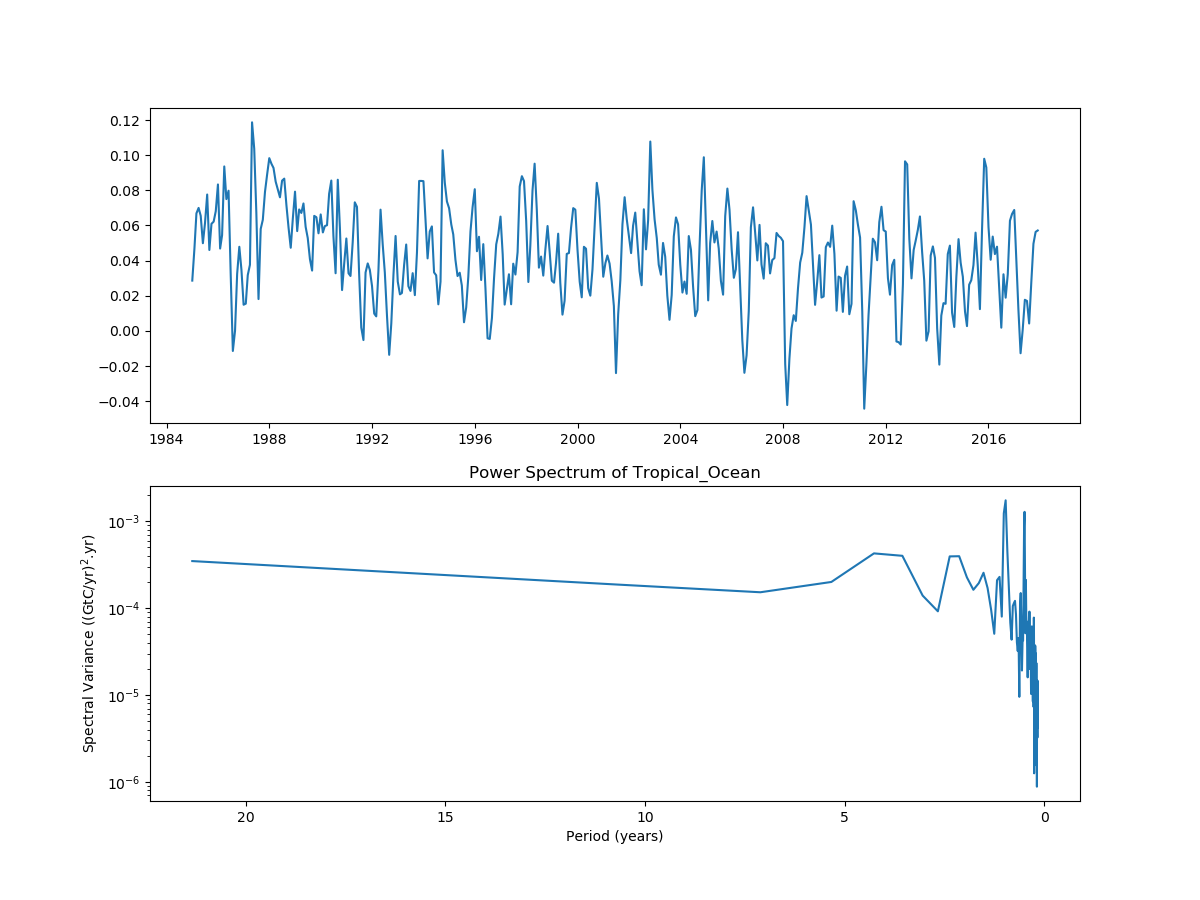 0.12
0.10
0.08
0.06
0.04
0.02
0.00
−0.02
−0.04
1984 1988 1992 1996 2000 2004 2008 2012 2016
Power Spectrum of Tropical_Ocean
Spectral Variance ((GtC/yr)².yr)
10⁻³
10⁻⁴
10⁻⁵
10⁻⁶
20 15 10 5 0
Period (years)